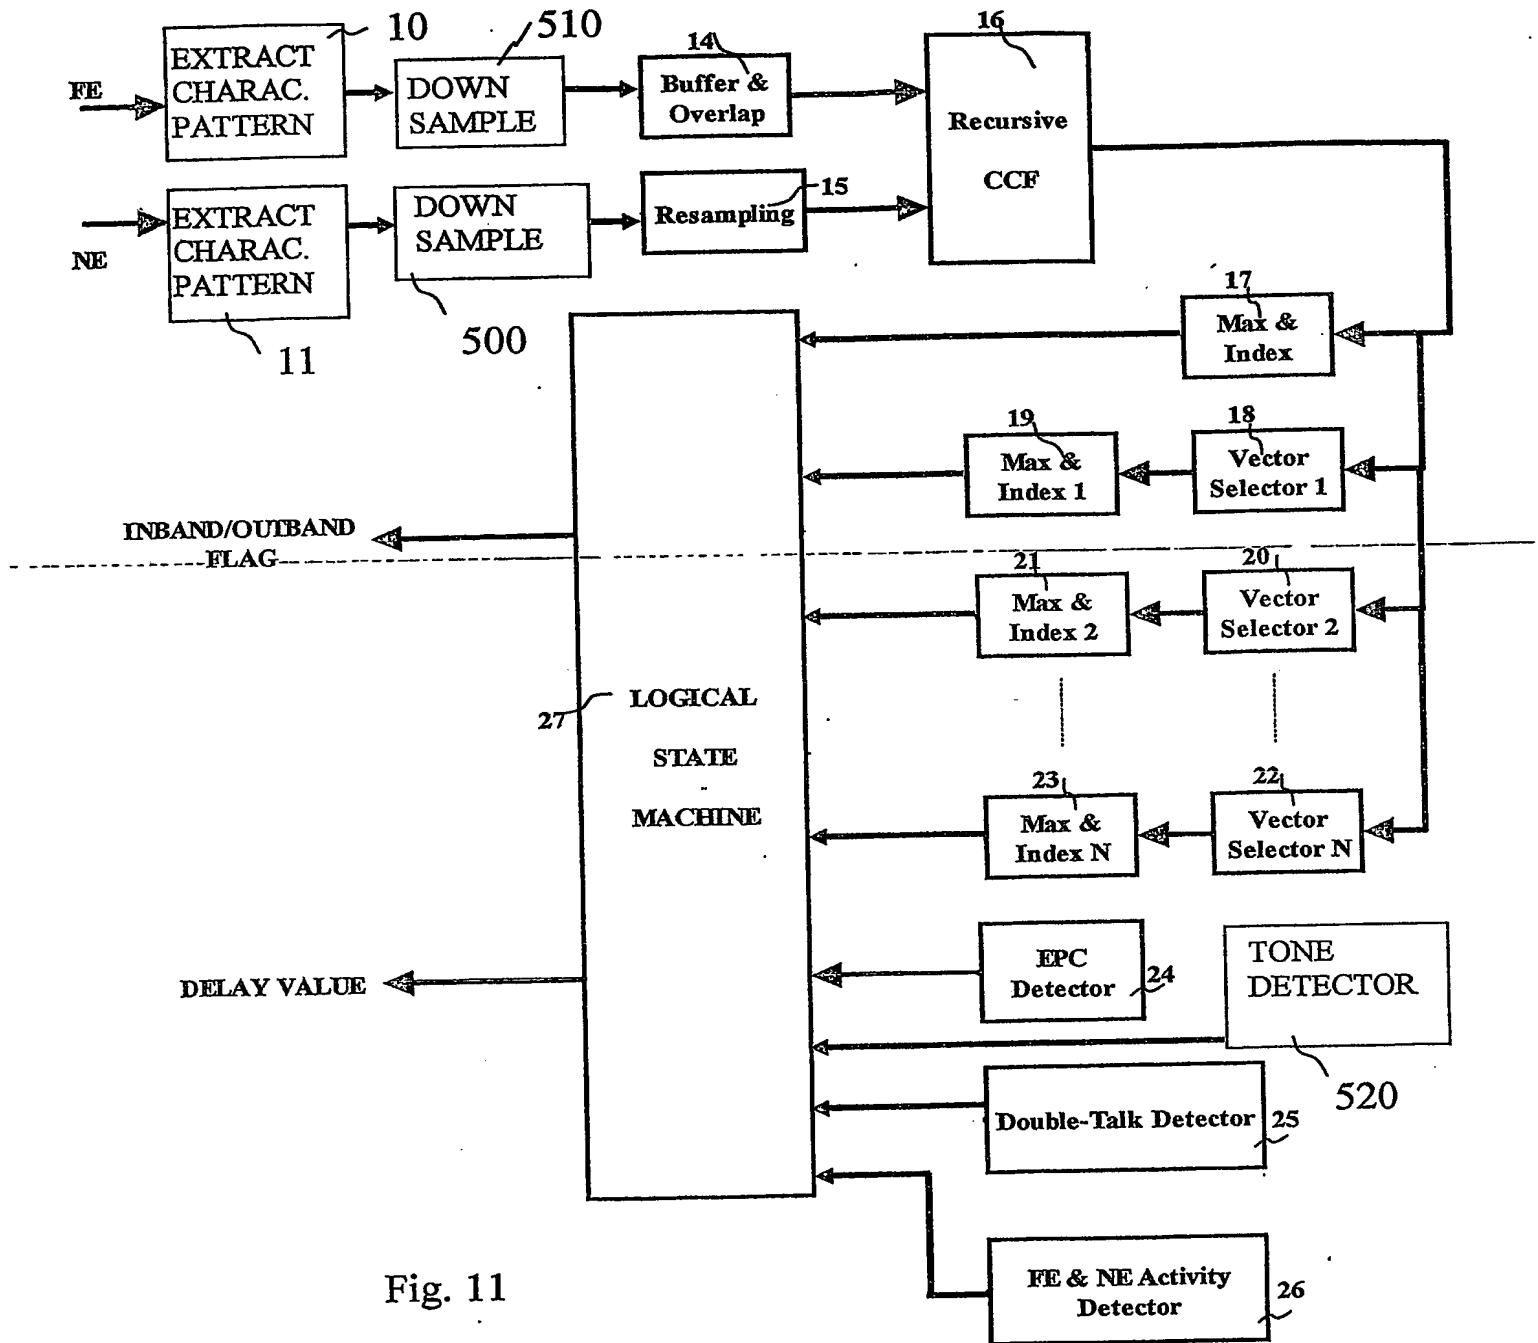 10
510
14
16
FE
EXTRACT
CHARAC.
PATTERN
DOWN
SAMPLE
Buffer &
Overlap
Recursive
CCF
NE
EXTRACT
CHARAC.
PATTERN
DOWN
SAMPLE
Resampling
15
11
500
17
Max &
Index
19
Max &
Index 1
18
Vector
Selector 1
INBAND/OUTBAND
FLAG
21
Max &
Index 2
20
Vector
Selector 2
27
LOGICAL
STATE
MACHINE
23
Max &
Index N
22
Vector
Selector N
DELAY VALUE
EPC
Detector
24
TONE
DETECTOR
520
Double-Talk Detector
25
FE & NE Activity
Detector
26
Fig. 11